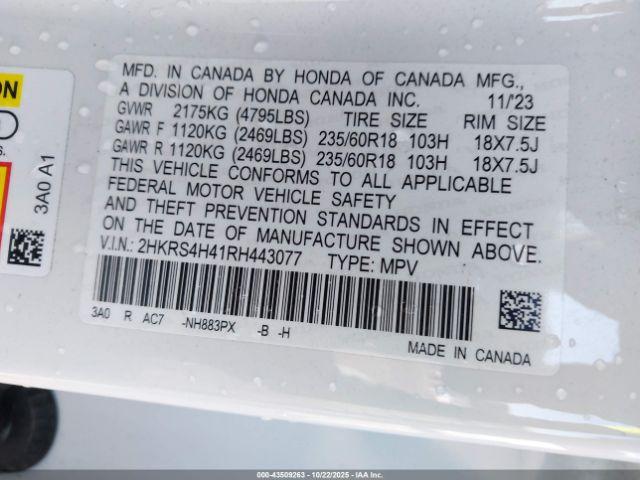 ON
s.
3A0 A1
MFD. IN CANADA BY HONDA OF CANADA MFG.,
A DIVISION OF HONDA CANADA INC. 11/'23
GVWR 2175KG (4795LBS) TIRE SIZE RIM SIZE
GAWR F 1120KG (2469LBS) 235/60R18 103H 18X7.5J
GAWR R 1120KG (2469LBS) 235/60R18 103H 18X7.5J
THIS VEHICLE CONFORMS TO ALL APPLICABLE
FEDERAL MOTOR VEHICLE SAFETY
AND THEFT PREVENTION STANDARDS IN EFFECT
ON THE DATE OF MANUFACTURE SHOWN ABOVE.
V.I.N.: 2HKRS4H41RH443077 TYPE: MPV
3A0 R AC7 -NH883PX -B -H
MADE IN CANADA
000-43509263 - 10/22/2025 - IAAI.com